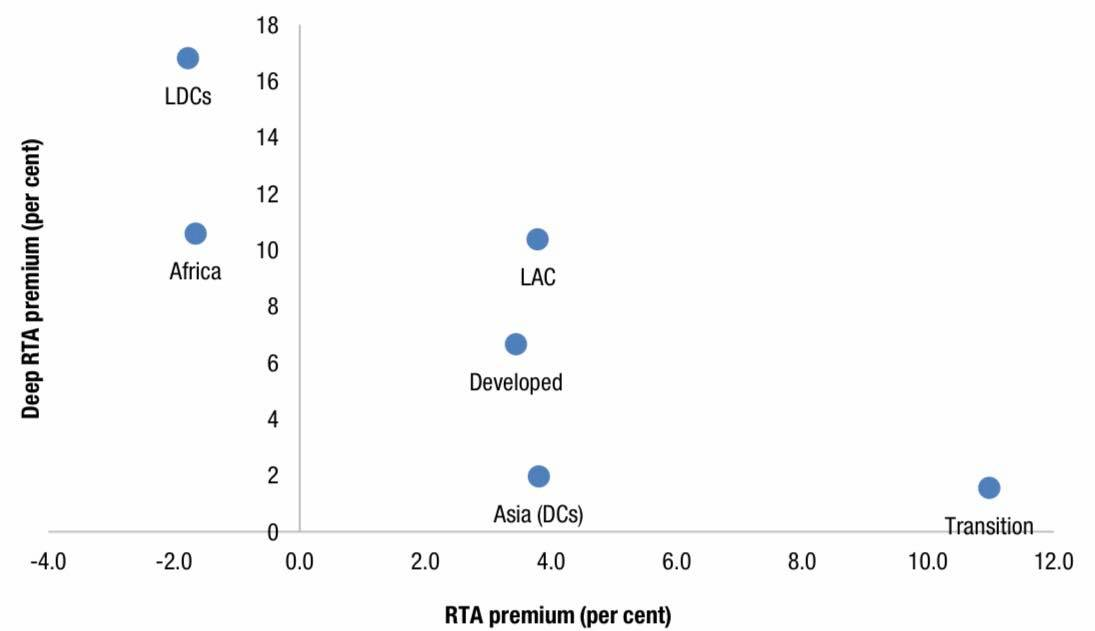 Deep RTA premium (per cent)
18
16
14
12
10
8
6
4
2
0
LDCs
Africa
LAC
Developed
Asia (DCs)
Transition
-4.0 -2.0 0.0 2.0 4.0 6.0 8.0 10.0 12.0
RTA premium (per cent)